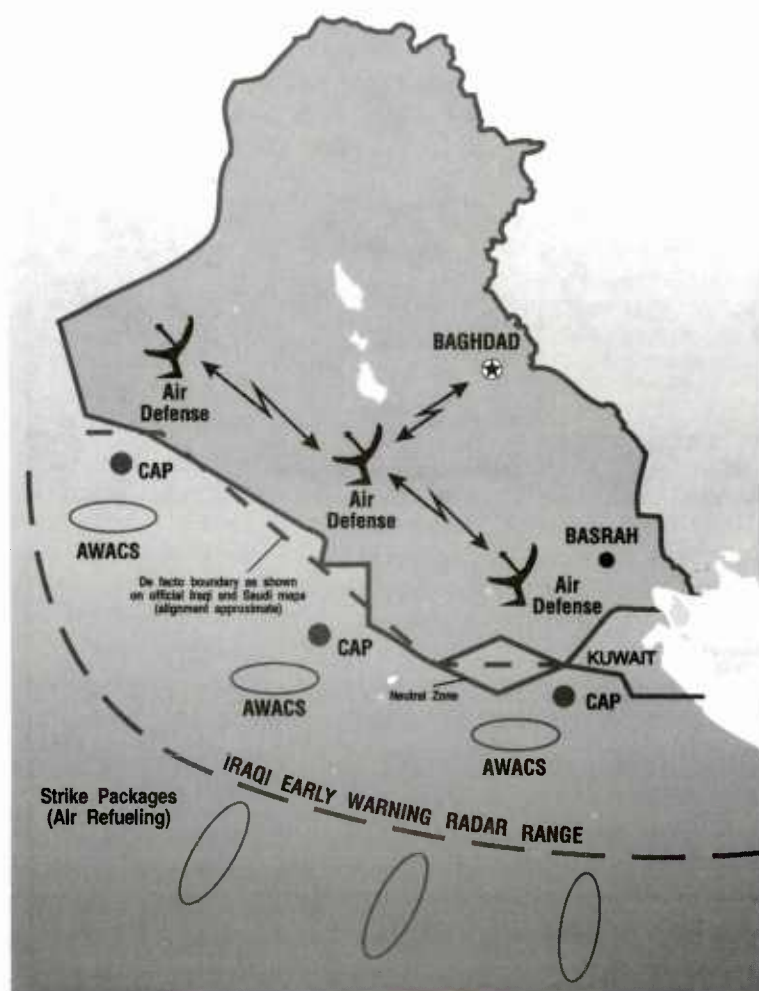 BAGHDAD
Air
Defense
CAP
Air
Defense
AWACS
BASRAH
De facto boundary as shown
on official Iraqi and Saudi maps
(alignment approximate)
Air
Defense
CAP
KUWAIT
AWACS
Neutral Zone
CAP
AWACS
IRAQI EARLY WARNING RADAR RANGE
Strike Packages
(Air Refueling)